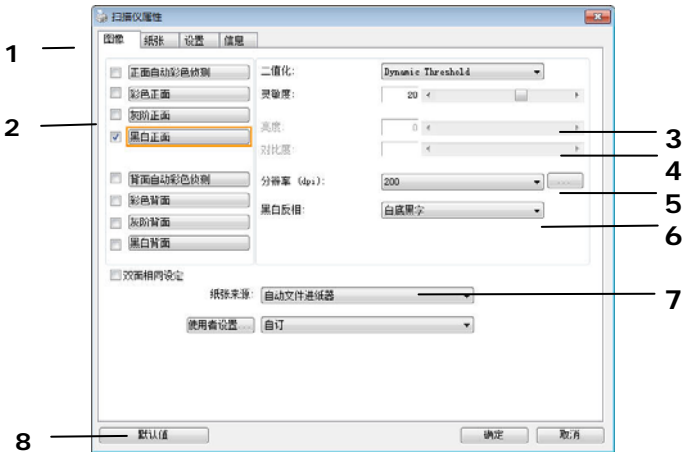 扫描仪属性
图像 纸张 设置 信息
1
正面自动彩色侦测
彩色正面
灰阶正面
黑白正面
2
二值化: Dynamic Threshold
灵敏度: 20
亮度: 0
3
对比度:
4
背面自动彩色侦测
彩色背面
灰阶背面
黑白背面
分辨率 (dpi): 200 ...
5
黑白反相: 白底黑字
6
双面相同设定
纸张来源: 自动文件进纸器
7
使用者设置... 自订
8
默认值 确定 取消